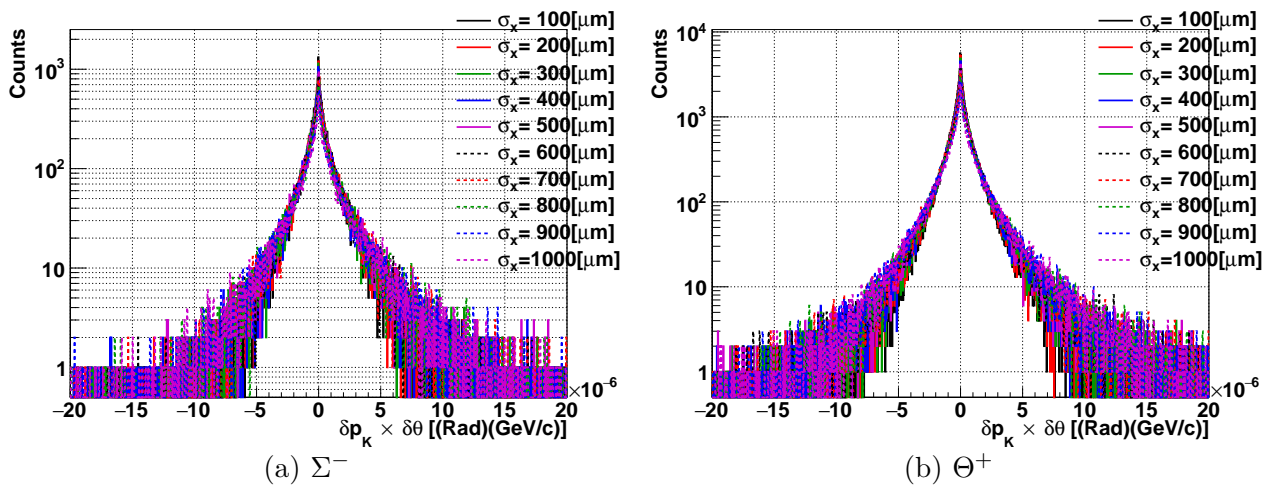 Counts
10³
10²
10
1
−20 −15 −10 −5 0 5 10 15 20
×10⁻⁶
δp_K × δθ [(Rad)(GeV/c)]
σₓ= 100[μm]
σₓ= 200[μm]
σₓ= 300[μm]
σₓ= 400[μm]
σₓ= 500[μm]
σₓ= 600[μm]
σₓ= 700[μm]
σₓ= 800[μm]
σₓ= 900[μm]
σₓ=1000[μm]
(a) Σ⁻
Counts
10⁴
10³
10²
10
1
−20 −15 −10 −5 0 5 10 15 20
×10⁻⁶
δp_K × δθ [(Rad)(GeV/c)]
σₓ= 100[μm]
σₓ= 200[μm]
σₓ= 300[μm]
σₓ= 400[μm]
σₓ= 500[μm]
σₓ= 600[μm]
σₓ= 700[μm]
σₓ= 800[μm]
σₓ= 900[μm]
σₓ=1000[μm]
(b) Θ⁺